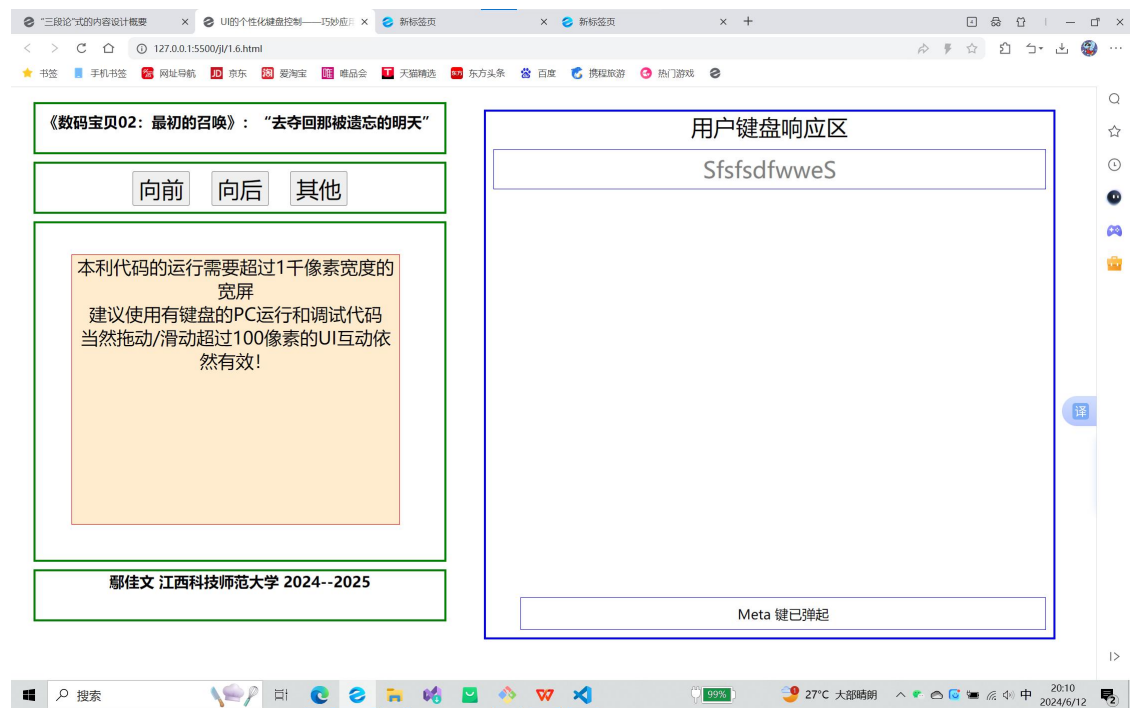 "三段论"式的内容设计概要
UI的个性化键盘控制——巧妙应用
新标签页
新标签页
127.0.0.1:5500/jl/1.6.html
书签
手机书签
网址导航
京东
爱淘宝
唯品会
天猫精选
东方头条
百度
携程旅游
热门游戏
《数码宝贝02：最初的召唤》：“去夺回那被遗忘的明天”
向前
向后
其他
本利代码的运行需要超过1千像素宽度的
宽屏
建议使用有键盘的PC运行和调试代码
当然拖动/滑动超过100像素的UI互动依
然有效！
鄢佳文 江西科技师范大学 2024--2025
用户键盘响应区
SfsfsdfwweS
Meta 键已弹起
译
搜索
99%
27°C 大部晴朗
中
20:10
2024/6/12